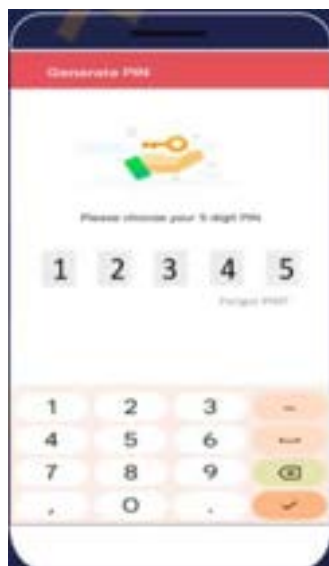 Generate PIN
Please choose your 5 digit PIN
1 2 3 4 5
Forgot PIN?
1 2 3 -
4 5 6
7 8 9
, 0 .